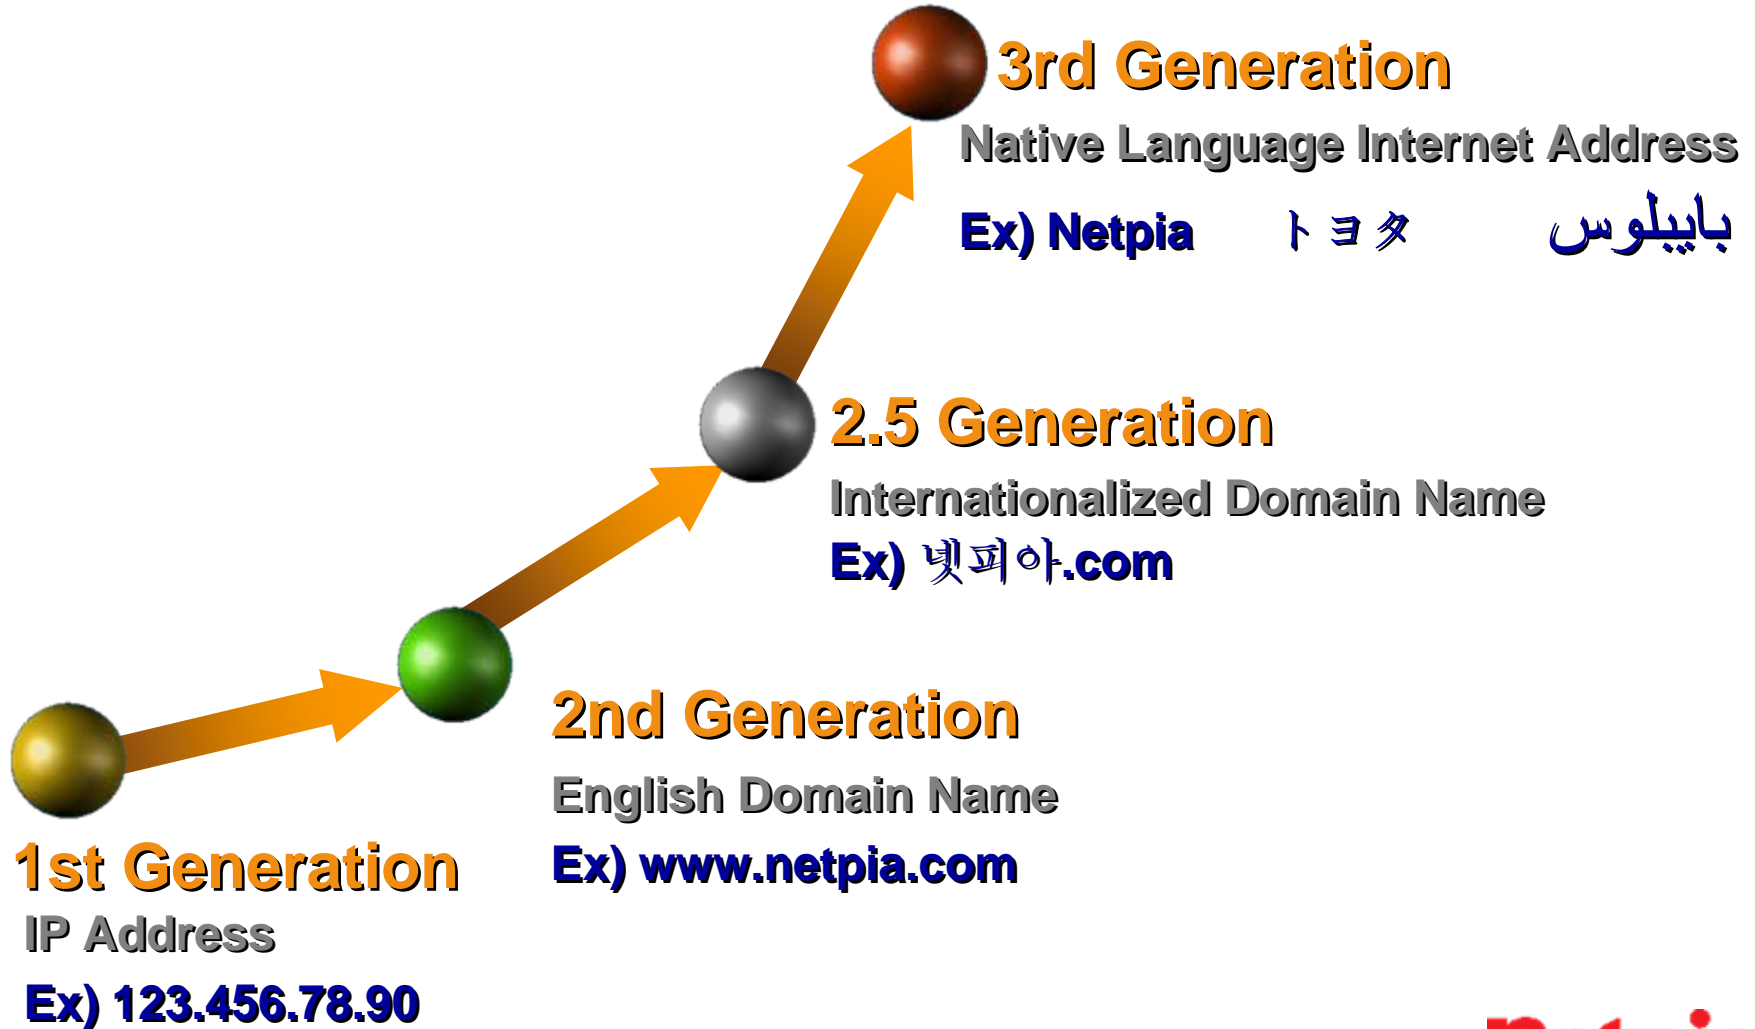 3rd Generation
Native Language Internet Address
Ex) Netpia トヨタ باييبلوس
2.5 Generation
Internationalized Domain Name
Ex) 넷피아.com
2nd Generation
English Domain Name
Ex) www.netpia.com
1st Generation
IP Address
Ex) 123.456.78.90